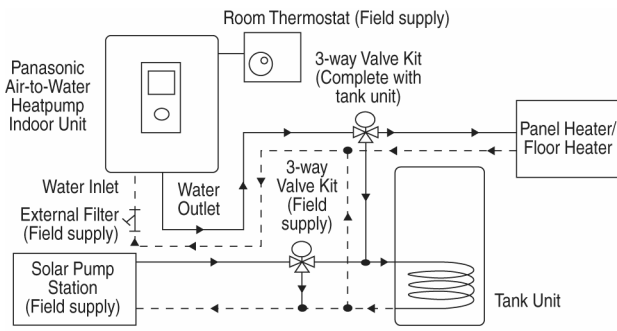 Room Thermostat (Field supply)
Panasonic
Air-to-Water
Heatpump
Indoor Unit
3-way Valve Kit
(Complete with
tank unit)
Panel Heater/
Floor Heater
Water Inlet
Water
Outlet
3-way
Valve Kit
(Field
supply)
External Filter
(Field supply)
Solar Pump
Station
(Field supply)
Tank Unit